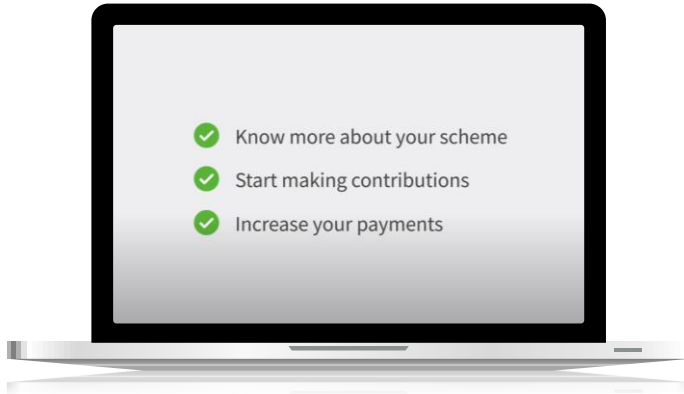 Know more about your scheme
Start making contributions
Increase your payments